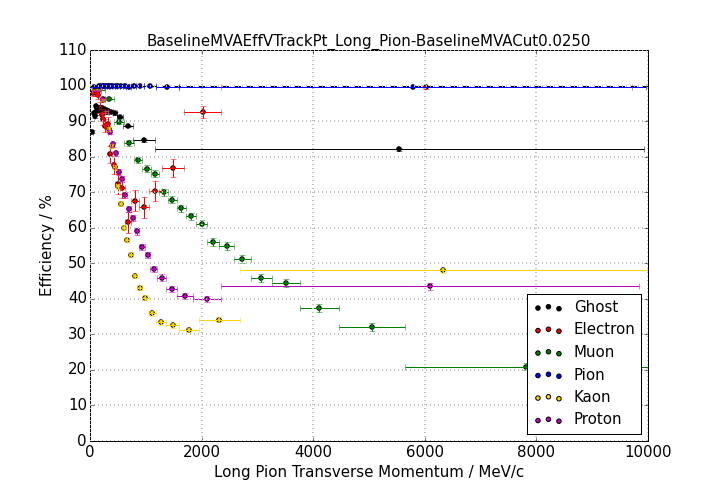 BaselineMVAEffVTrackPt_Long_Pion-BaselineMVACut0.0250
110
100
90
80
70
60
50
40
30
20
10
0
Efficiency / %
Ghost
Electron
Muon
Pion
Kaon
Proton
0 2000 4000 6000 8000 10000
Long Pion Transverse Momentum / MeV/c